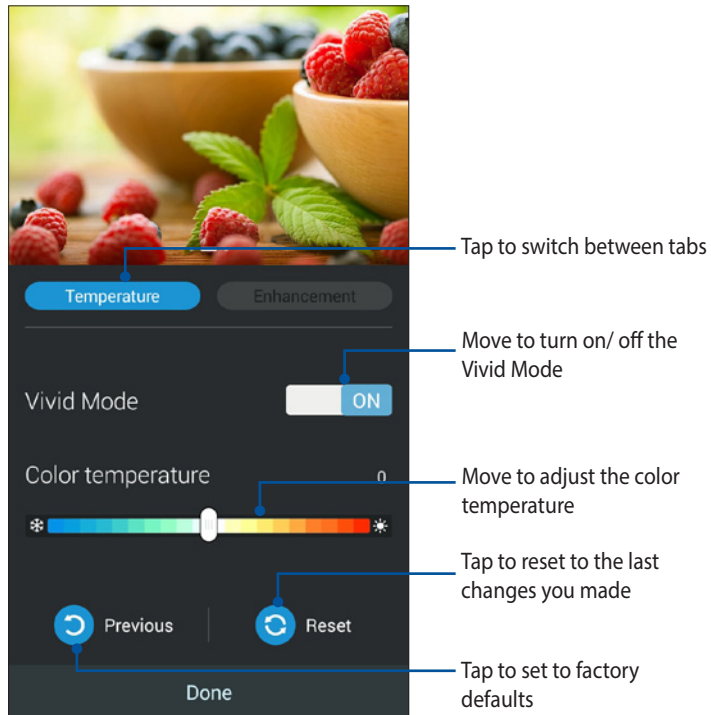 Tap to switch between tabs
Temperature
Enhancement
Move to turn on/ off the
Vivid Mode
Vivid Mode
ON
Color temperature
0
Move to adjust the color
temperature
Tap to reset to the last
changes you made
Previous
Reset
Tap to set to factory
defaults
Done